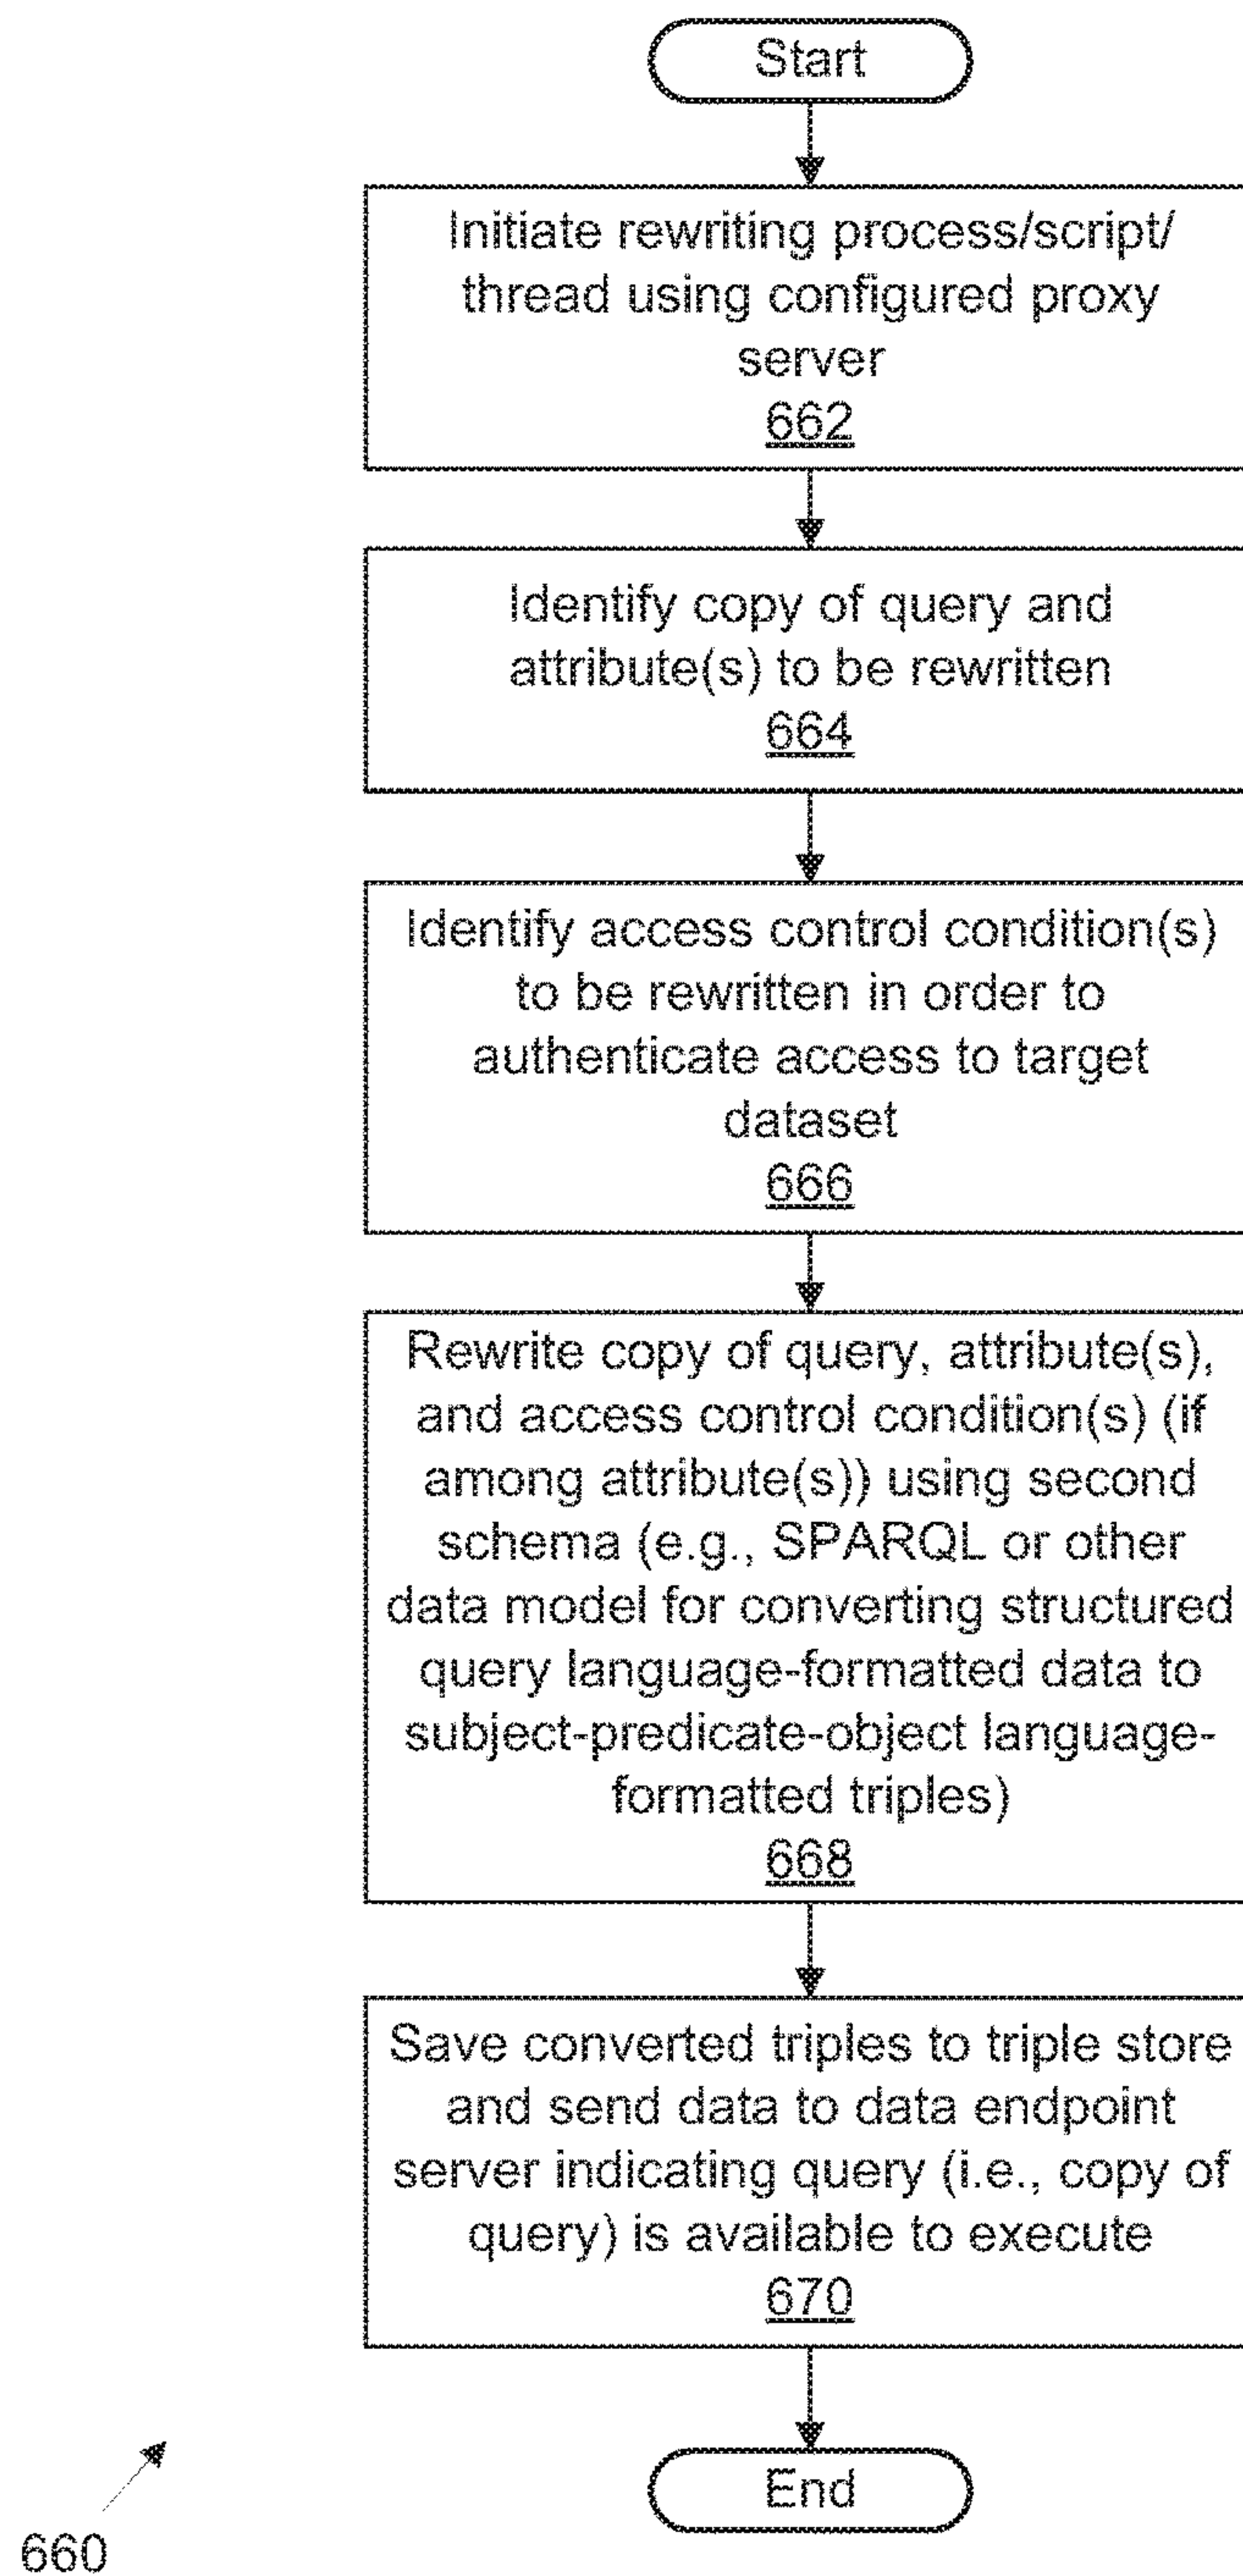 Start
Initiate rewriting process/script/
thread using configured proxy
server
662
Identify copy of query and
attribute(s) to be rewritten
664
Identify access control condition(s)
to be rewritten in order to
authenticate access to target
dataset
666
Rewrite copy of query, attribute(s),
and access control condition(s) (if
among attribute(s)) using second
schema (e.g., SPARQL or other
data model for converting structured
query language-formatted data to
subject-predicate-object language-
formatted triples)
668
Save converted triples to triple store
and send data to data endpoint
server indicating query (i.e., copy of
query) is available to execute
670
End
660